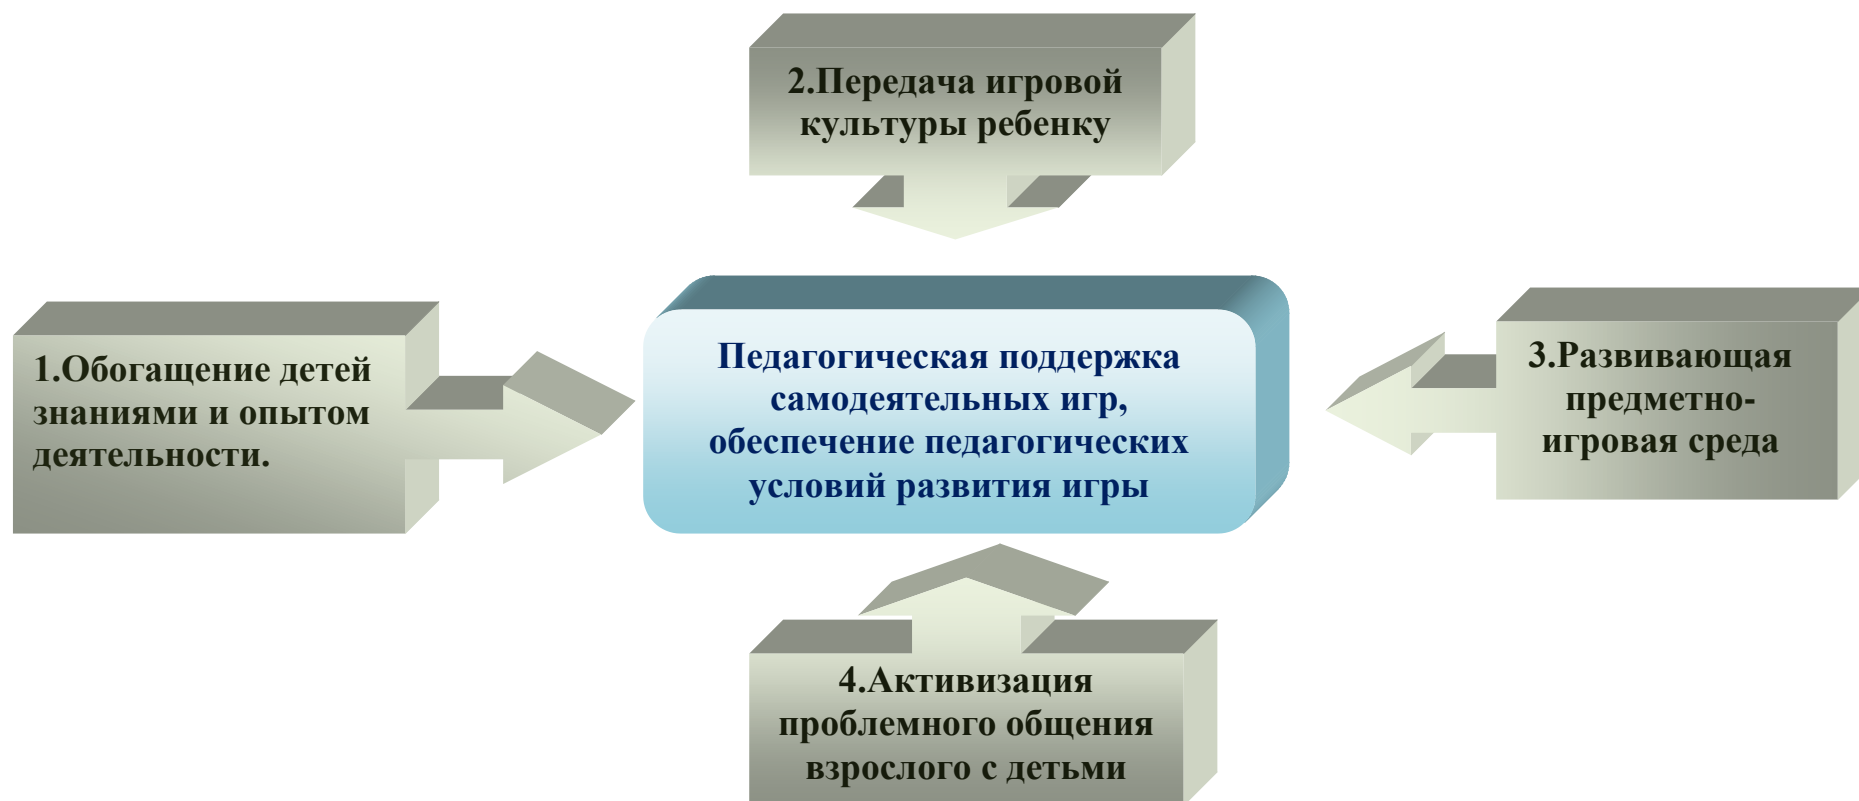 2.Передача игровой
культуры ребенку
1.Обогащение детей
знаниями и опытом
деятельности.
Педагогическая поддержка
самодеятельных игр,
обеспечение педагогических
условий развития игры
3.Развивающая
предметно-
игровая среда
4.Активизация
проблемного общения
взрослого с детьми